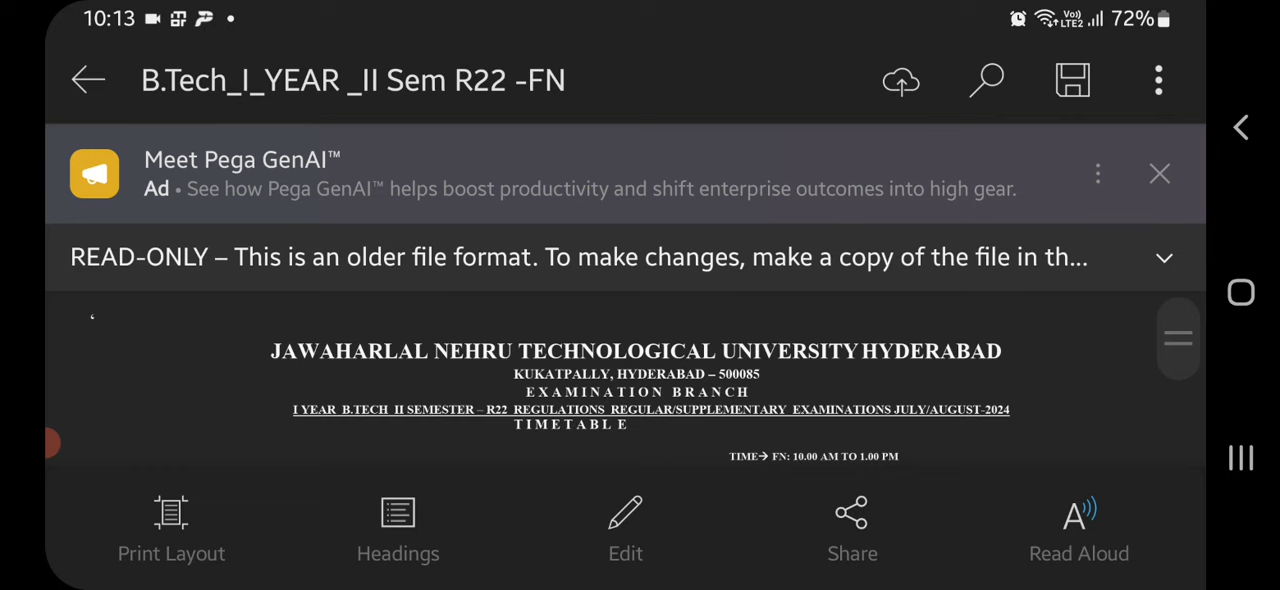 10:13
Vo)) LTE2 72%
B.Tech_I_YEAR _II Sem R22 -FN
Meet Pega GenAI™
Ad • See how Pega GenAI™ helps boost productivity and shift enterprise outcomes into high gear.
READ-ONLY – This is an older file format. To make changes, make a copy of the file in th...
‘
JAWAHARLAL NEHRU TECHNOLOGICAL UNIVERSITY HYDERABAD
KUKATPALLY, HYDERABAD – 500085
EXAMINATION BRANCH
I YEAR B.TECH II SEMESTER – R22 REGULATIONS REGULAR/SUPPLEMENTARY EXAMINATIONS JULY/AUGUST-2024
TIMETABLE
TIME→ FN: 10.00 AM TO 1.00 PM
Print Layout Headings Edit Share Read Aloud